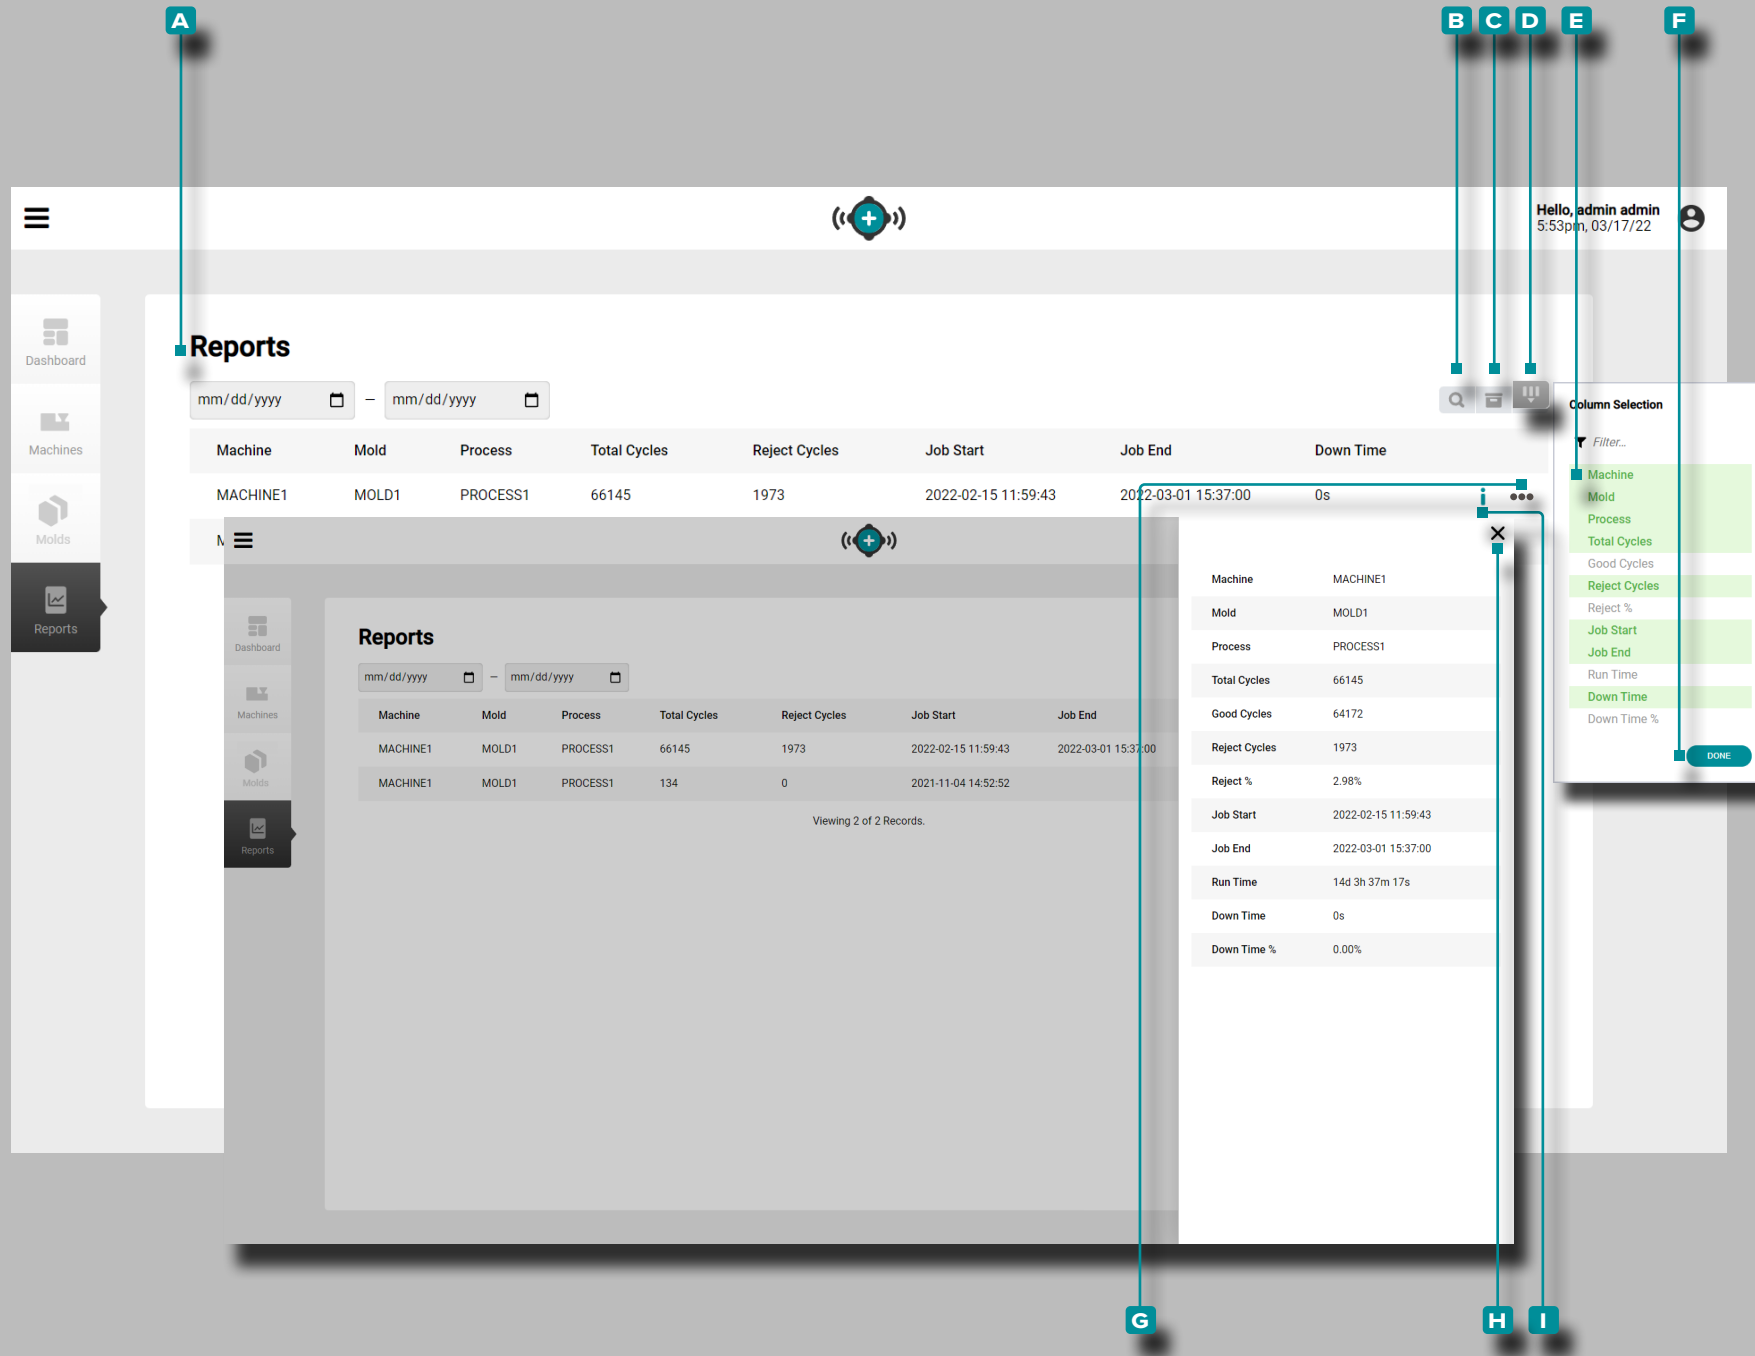 A B C D E F
Hello, admin admin
5:53pm, 03/17/22
Dashboard
Machines
Molds
Reports
Reports
mm/dd/yyyy – mm/dd/yyyy
Machine Mold Process Total Cycles Reject Cycles Job Start Job End Down Time
MACHINE1 MOLD1 PROCESS1 66145 1973 2022-02-15 11:59:43 2022-03-01 15:37:00 0s
Column Selection
Filter...
Machine
Mold
Process
Total Cycles
Good Cycles
Reject Cycles
Reject %
Job Start
Job End
Run Time
Down Time
Down Time %
DONE
Dashboard
Machines
Molds
Reports
Reports
mm/dd/yyyy – mm/dd/yyyy
Machine Mold Process Total Cycles Reject Cycles Job Start Job End
MACHINE1 MOLD1 PROCESS1 66145 1973 2022-02-15 11:59:43 2022-03-01 15:37:00
MACHINE1 MOLD1 PROCESS1 134 0 2021-11-04 14:52:52
Viewing 2 of 2 Records.
Machine MACHINE1
Mold MOLD1
Process PROCESS1
Total Cycles 66145
Good Cycles 64172
Reject Cycles 1973
Reject % 2.98%
Job Start 2022-02-15 11:59:43
Job End 2022-03-01 15:37:00
Run Time 14d 3h 37m 17s
Down Time 0s
Down Time % 0.00%
G H I